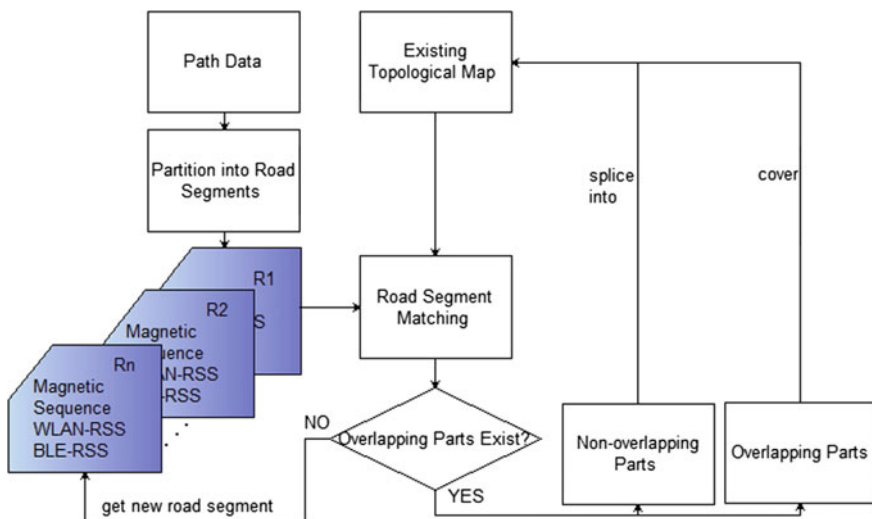 Path Data
Existing
Topological Map
Partition into Road
Segments
splice
into
cover
R1
S
R2
Magnetic
quence
AN-RSS
-RSS
Rn
Magnetic
Sequence
WLAN-RSS
BLE-RSS
Road Segment
Matching
NO
Overlapping Parts Exist?
YES
Non-overlapping
Parts
Overlapping Parts
get new road segment